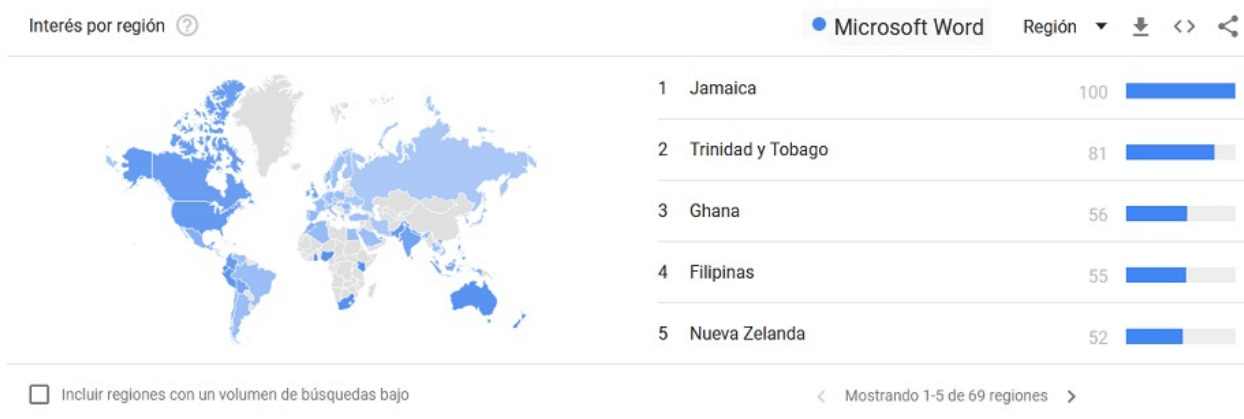 Interés por región
Microsoft Word Región
1 Jamaica 100
2 Trinidad y Tobago 81
3 Ghana 56
4 Filipinas 55
5 Nueva Zelanda 52
Incluir regiones con un volumen de búsquedas bajo
Mostrando 1-5 de 69 regiones